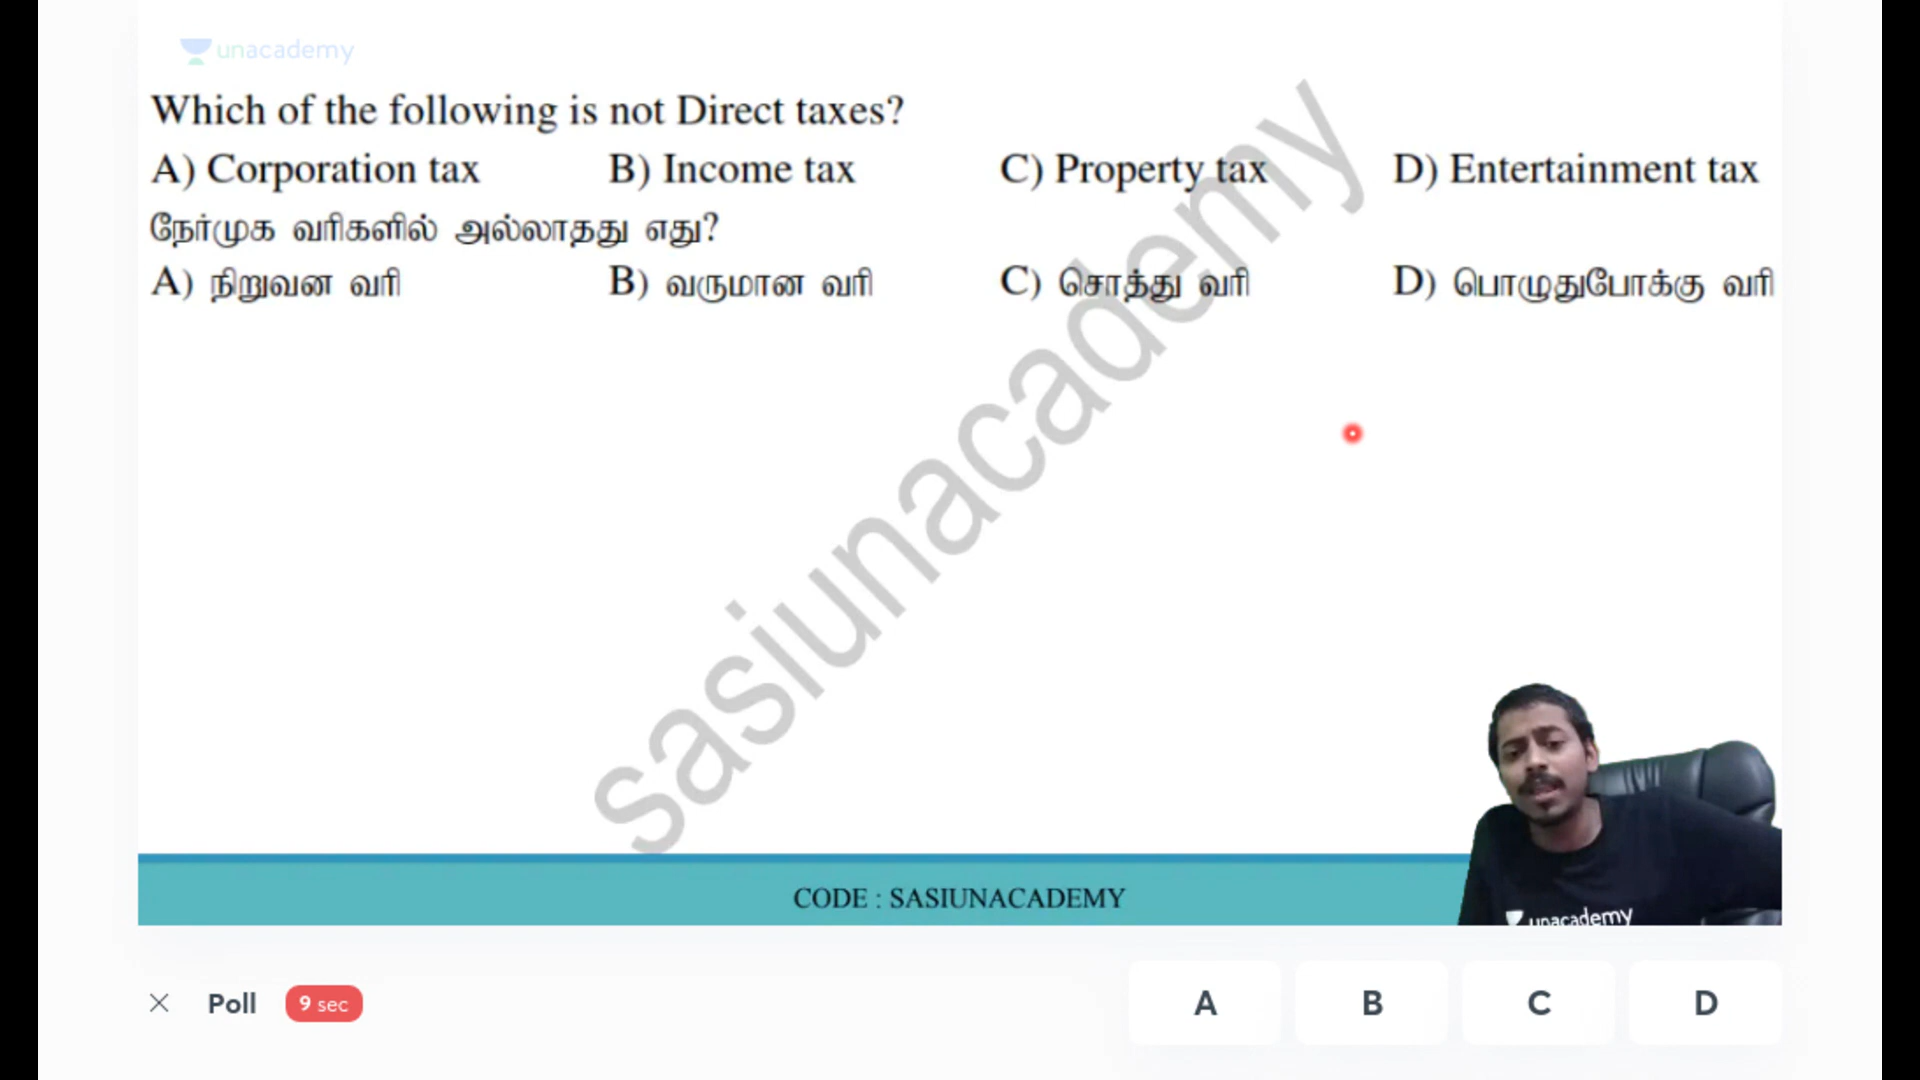 unacademy
Which of the following is not Direct taxes?
A) Corporation tax B) Income tax C) Property tax D) Entertainment tax
நேர்முக வரிகளில் அல்லாதது எது?
A) நிறுவன வரி B) வருமான வரி C) சொத்து வரி D) பொழுதுபோக்கு வரி
sasiunacademy
CODE : SASIUNACADEMY
unacademy
Poll 9 sec A B C D